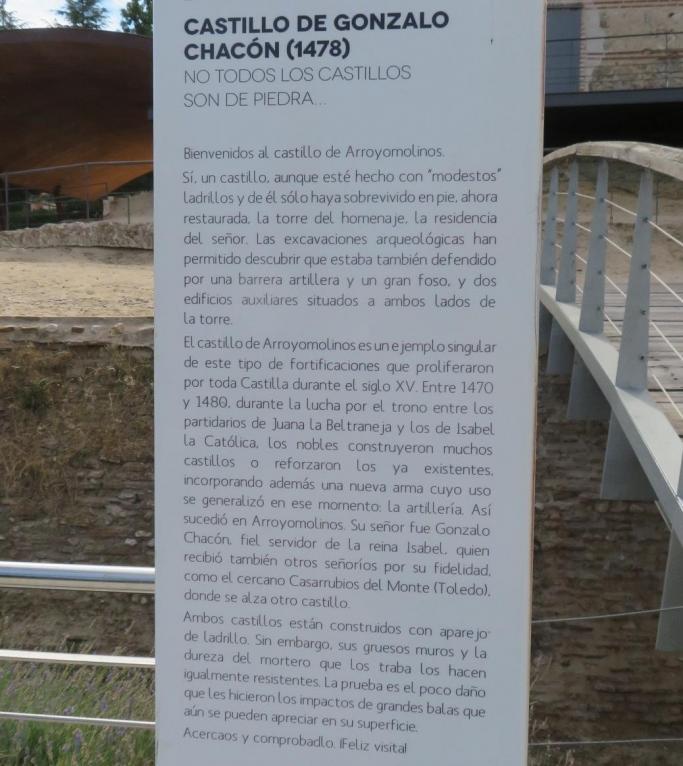 CASTILLO DE GONZALO
CHACÓN (1478)
NO TODOS LOS CASTILLOS
SON DE PIEDRA...
Bienvenidos al castillo de Arroyomolinos.
Sí, un castillo, aunque esté hecho con "modestos"
ladrillos y de él sólo haya sobrevivido en pie, ahora
restaurada, la torre del homenaje, la residencia
del señor. Las excavaciones arqueológicas han
permitido descubrir que estaba también defendido
por una barrera artillera y un gran foso, y dos
edificios auxiliares situados a ambos lados de
la torre.
El castillo de Arroyomolinos es un ejemplo singular
de este tipo de fortificaciones que proliferaron
por toda Castilla durante el siglo XV. Entre 1470
y 1480, durante la lucha por el trono entre los
partidarios de Juana la Beltraneja y los de Isabel
la Católica, los nobles construyeron muchos
castillos o reforzaron los ya existentes,
incorporando además una nueva arma cuyo uso
se generalizó en ese momento: la artillería. Así
sucedió en Arroyomolinos. Su señor fue Gonzalo
Chacón, fiel servidor de la reina Isabel, quien
recibió también otros señoríos por su fidelidad,
como el cercano Casarrubios del Monte (Toledo),
donde se alza otro castillo.
Ambos castillos están construidos con aparejo
de ladrillo. Sin embargo, sus gruesos muros y la
dureza del mortero que los traba los hacen
igualmente resistentes. La prueba es el poco daño
que les hicieron los impactos de grandes balas que
aún se pueden apreciar en su superficie.
Acercaos y comprobadlo. ¡Feliz visita!